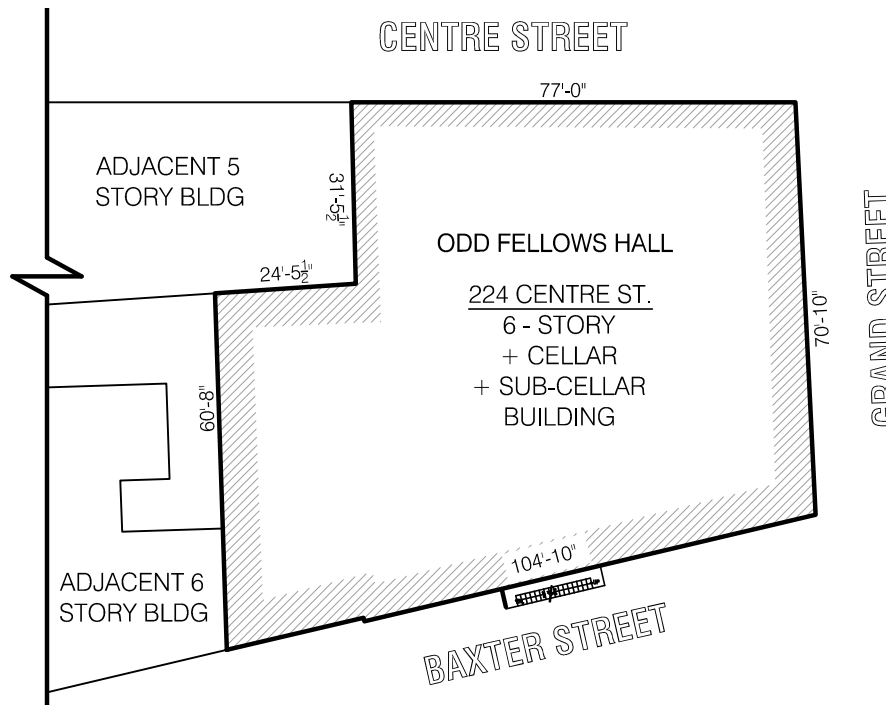 CENTRE STREET
77'-0"
ADJACENT 5
STORY BLDG
31'-5½"
24'-5½"
ODD FELLOWS HALL
224 CENTRE ST.
6 - STORY
+ CELLAR
+ SUB-CELLAR
BUILDING
70'-10"
GRAND STREET
60'-8"
104'-10"
ADJACENT 6
STORY BLDG
BAXTER STREET